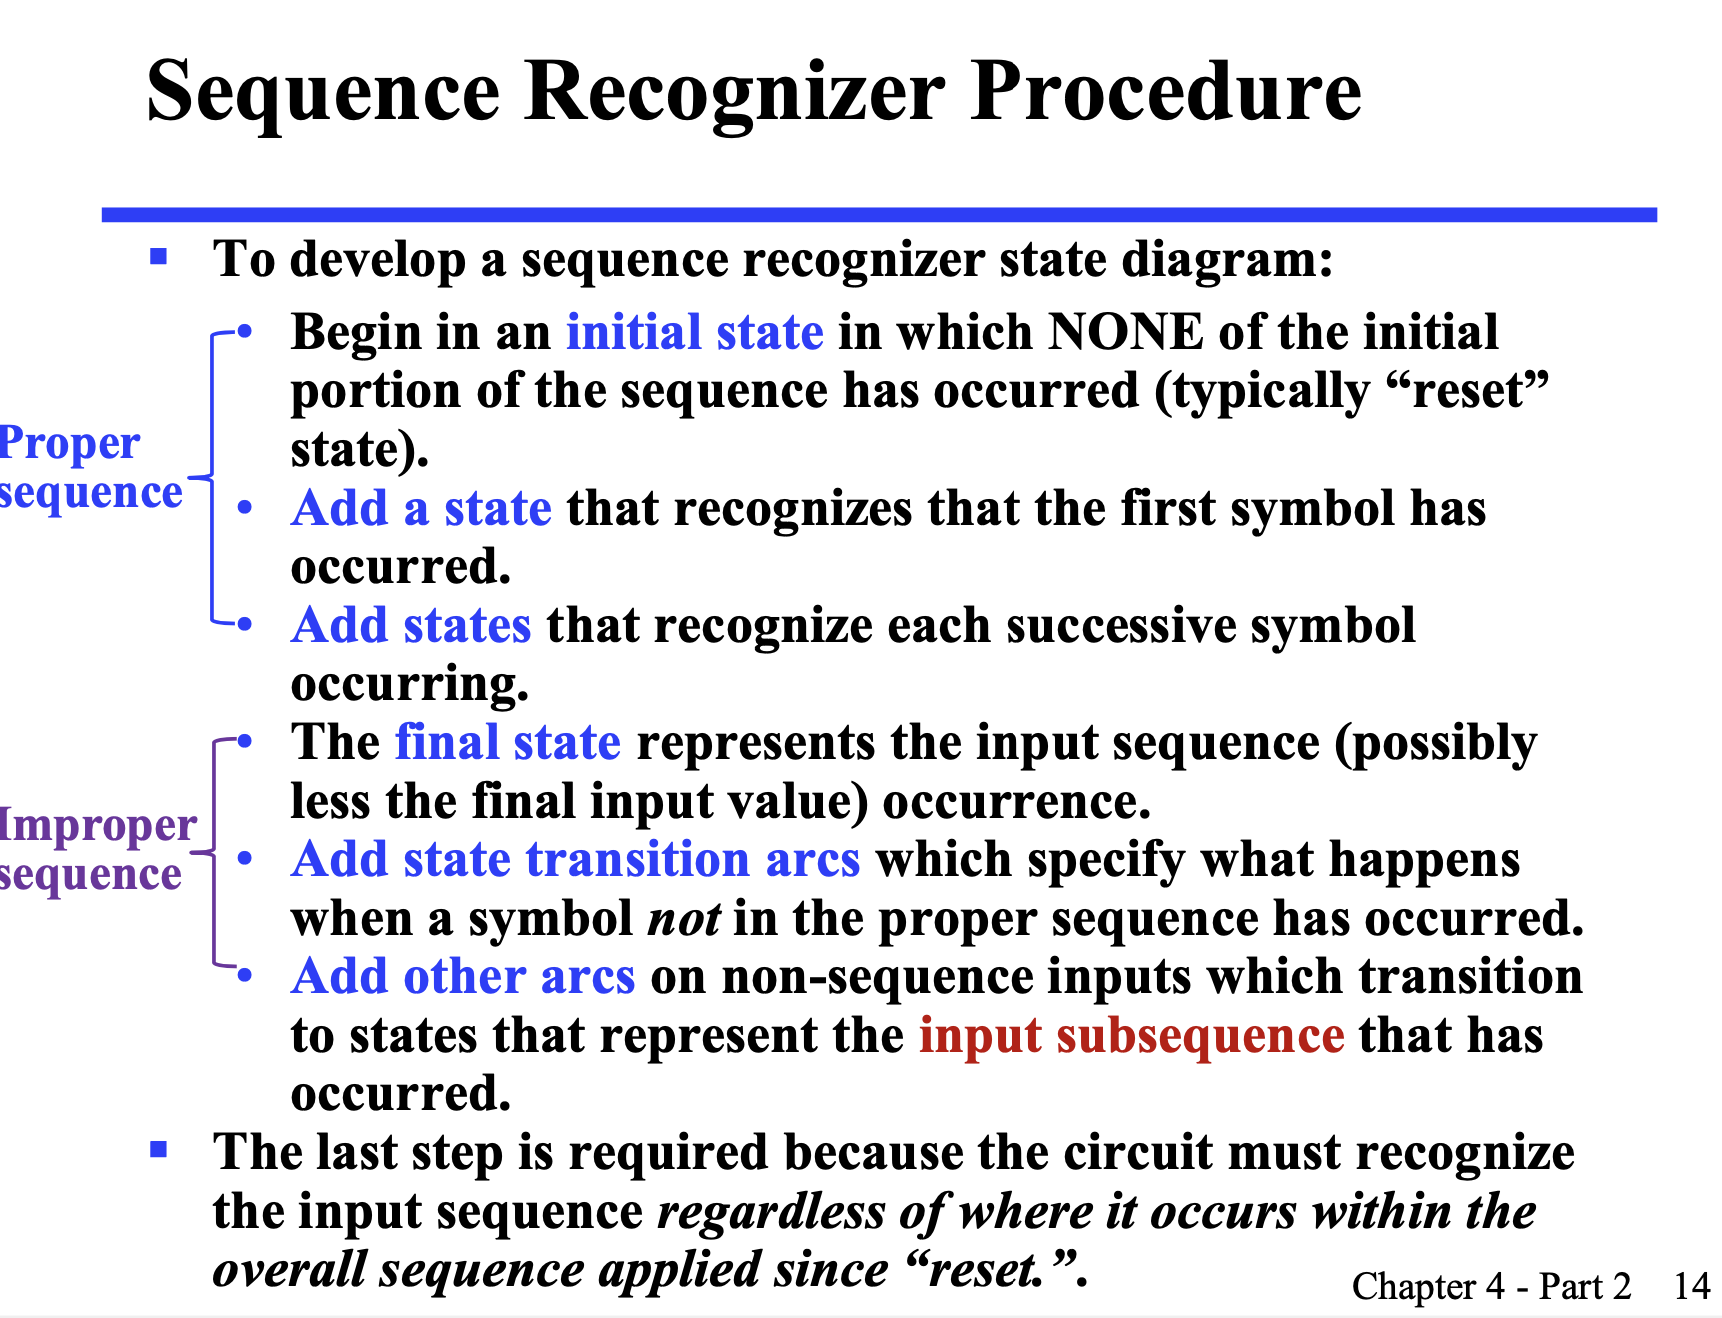 Sequence Recognizer Procedure
▪ To develop a sequence recognizer state diagram:
• Begin in an initial state in which NONE of the initial
portion of the sequence has occurred (typically “reset”
state).
Proper
sequence
• Add a state that recognizes that the first symbol has
occurred.
• Add states that recognize each successive symbol
occurring.
• The final state represents the input sequence (possibly
less the final input value) occurrence.
Improper
sequence
• Add state transition arcs which specify what happens
when a symbol not in the proper sequence has occurred.
• Add other arcs on non-sequence inputs which transition
to states that represent the input subsequence that has
occurred.
▪ The last step is required because the circuit must recognize
the input sequence regardless of where it occurs within the
overall sequence applied since “reset.”.
Chapter 4 - Part 2 14